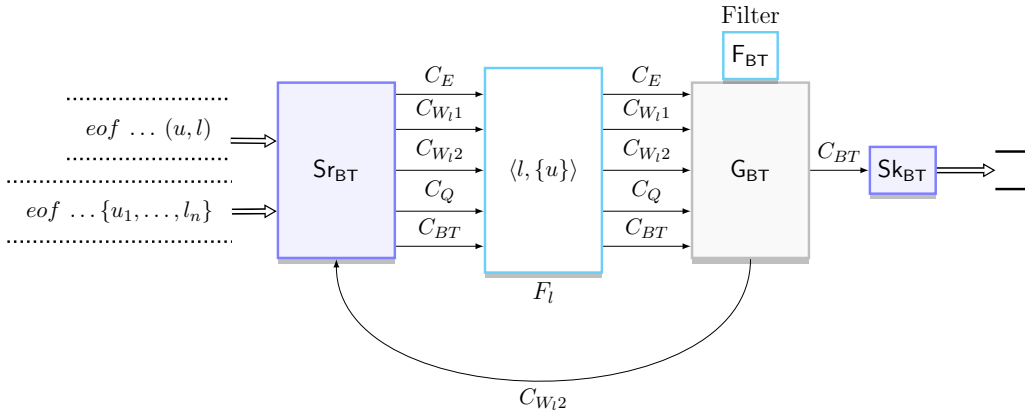 Filter
F_BT
C_E C_E
C_{W_l1} C_{W_l1}
eof ... (u, l)
C_{W_l2} C_{W_l2} C_BT
Sr_BT ⟨l, {u}⟩ G_BT Sk_BT
C_Q C_Q
eof ... {u_1, ..., l_n}
C_BT C_BT
F_l
C_{W_l2}